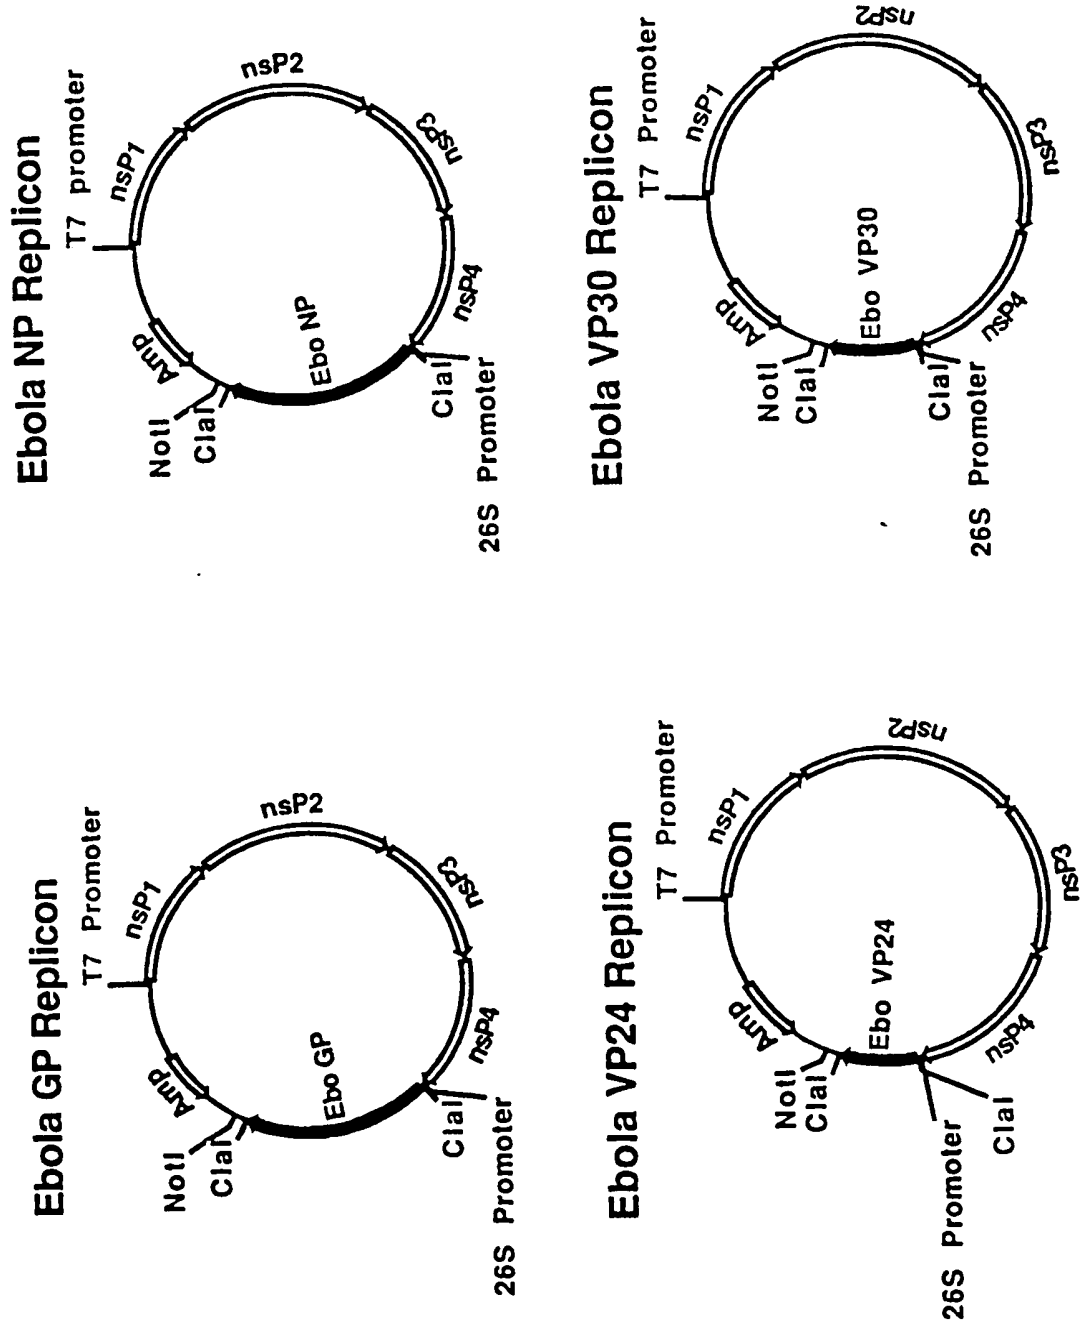 Ebola GP Replicon
T7 Promoter
nsP1
nsP2
nsP3
nsP4
Amp
NotI
ClaI
Ebo GP
ClaI
26S Promoter
Ebola NP Replicon
T7 promoter
nsP1
nsP2
nsP3
nsP4
Amp
NotI
ClaI
Ebo NP
ClaI
26S Promoter
Ebola VP24 Replicon
T7 Promoter
nsP1
nsP2
nsP3
nsP4
Amp
NotI
ClaI
Ebo VP24
26S Promoter
ClaI
Ebola VP30 Replicon
T7 Promoter
nsP1
nsP2
nsP3
nsP4
Amp
NotI
ClaI
Ebo VP30
ClaI
26S Promoter